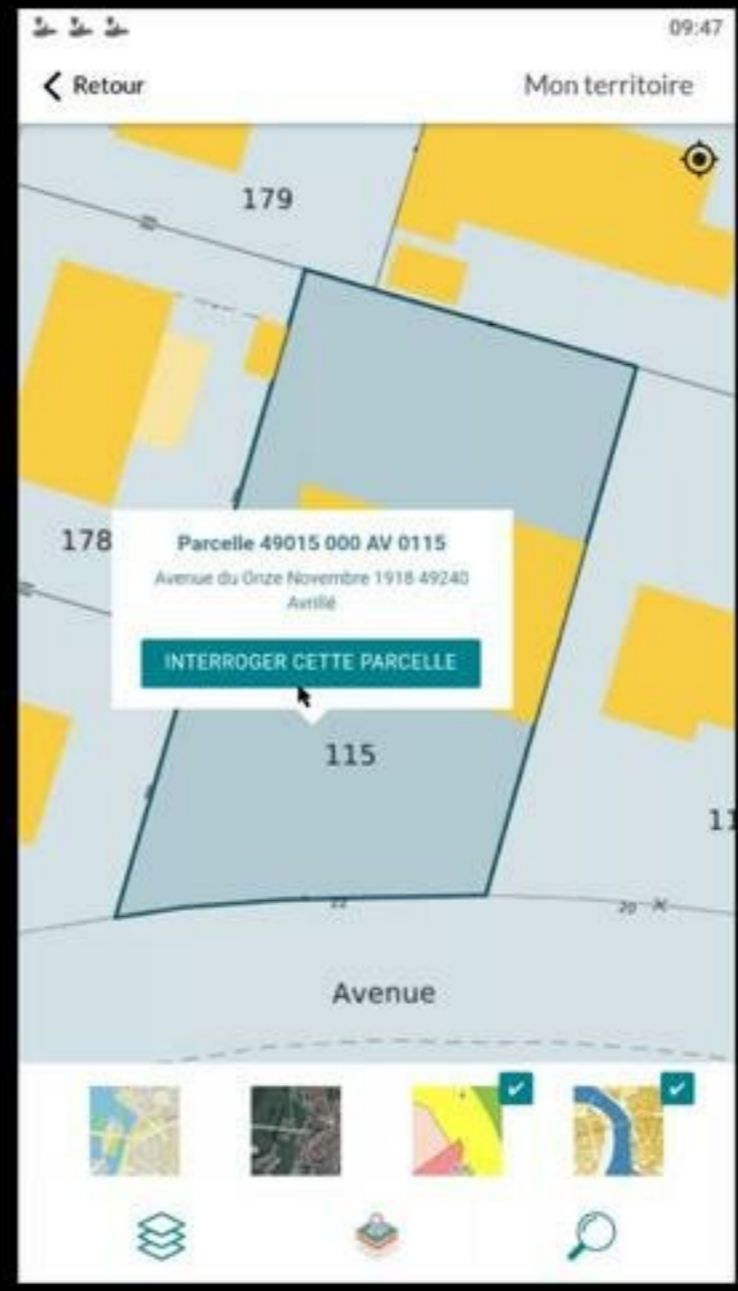 09:47
Retour
Mon territoire
179
178
Parcelle 49015 000 AV 0115
Avenue du Onze Novembre 1918 49240
Avrillé
INTERROGER CETTE PARCELLE
115
11
22
20
Avenue